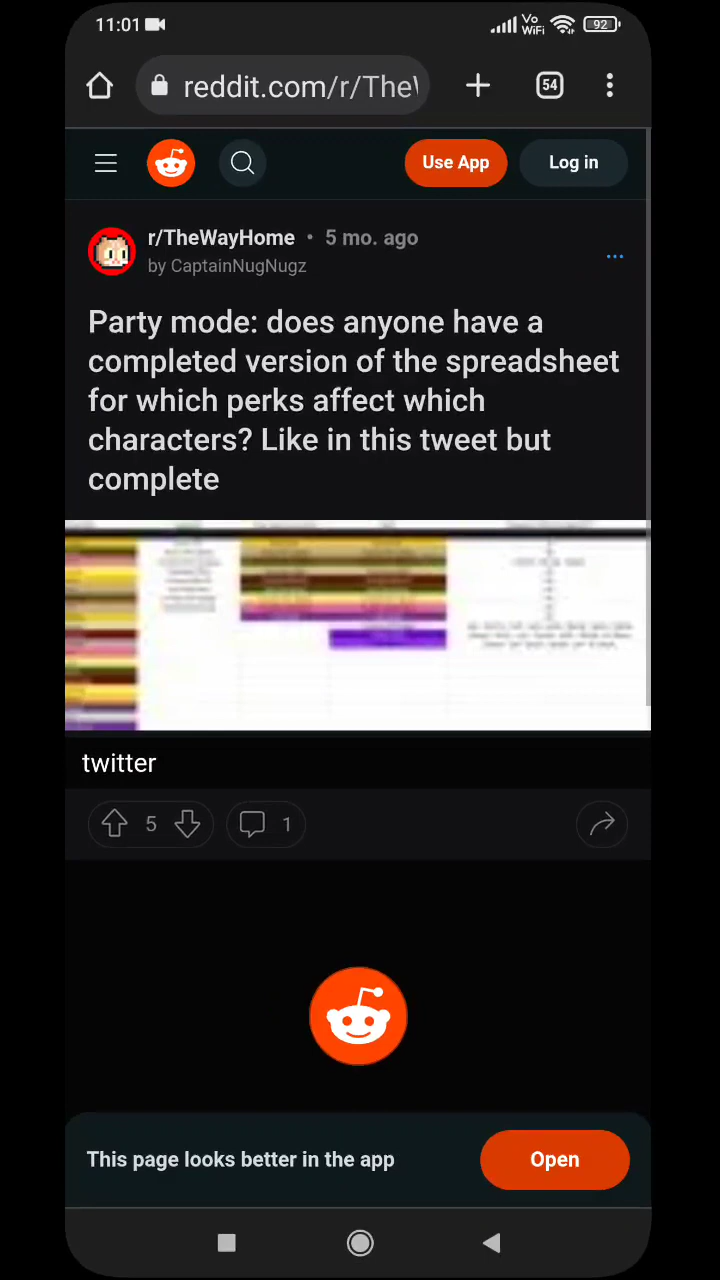 11:01 Vo WiFi 92
reddit.com/r/The 54
Use App Log in
r/TheWayHome • 5 mo. ago
by CaptainNugNugz
Party mode: does anyone have a
completed version of the spreadsheet
for which perks affect which
characters? Like in this tweet but
complete
twitter
5 1
This page looks better in the app Open